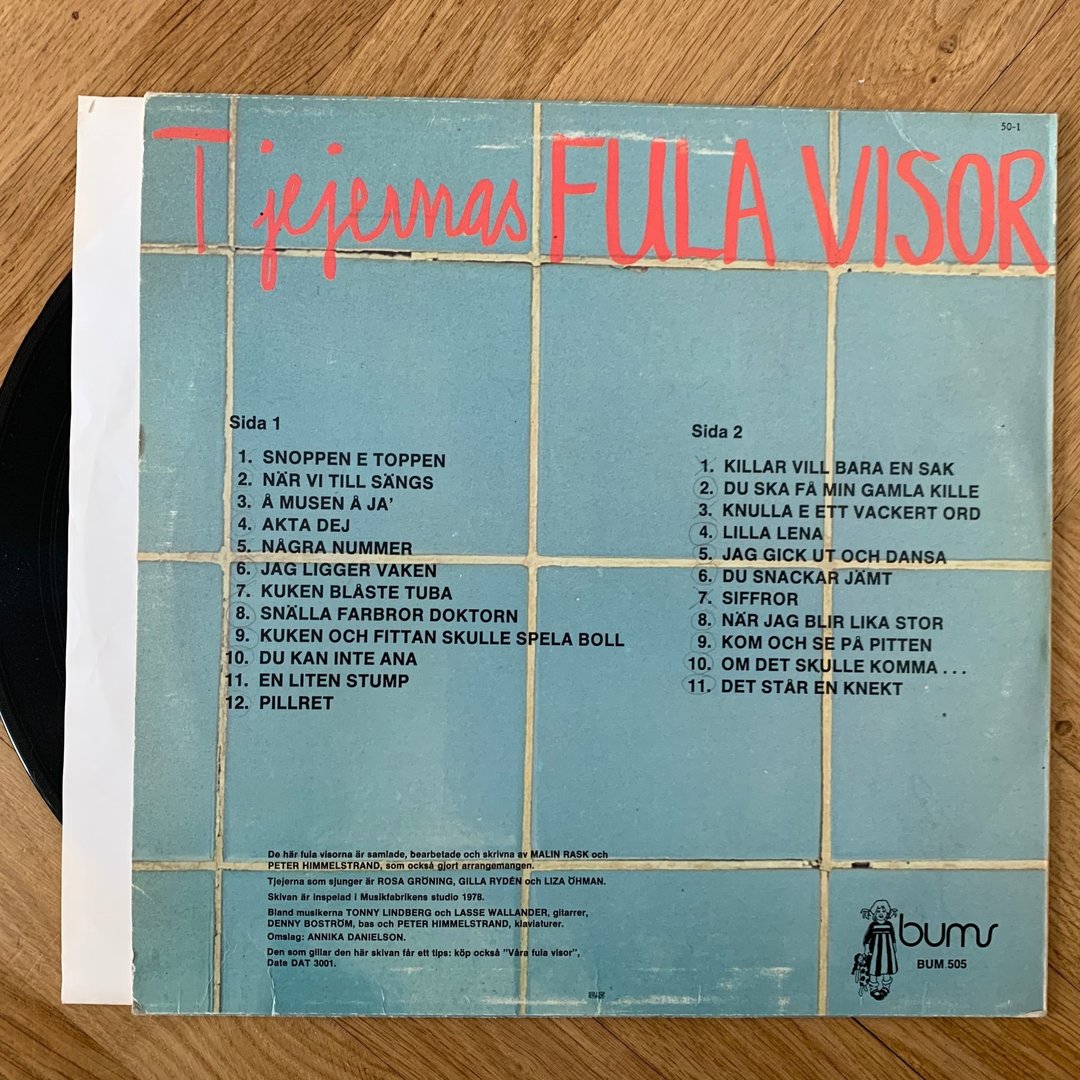 50-1
Tjejernas FULA VISOR
Sida 1
1. SNOPPEN E TOPPEN
2. NÄR VI TILL SÄNGS
3. Å MUSEN Å JA'
4. AKTA DEJ
5. NÅGRA NUMMER
6. JAG LIGGER VAKEN
7. KUKEN BLÅSTE TUBA
8. SNÄLLA FARBROR DOKTORN
9. KUKEN OCH FITTAN SKULLE SPELA BOLL
10. DU KAN INTE ANA
11. EN LITEN STUMP
12. PILLRET
Sida 2
1. KILLAR VILL BARA EN SAK
2. DU SKA FÅ MIN GAMLA KILLE
3. KNULLA E ETT VACKERT ORD
4. LILLA LENA
5. JAG GICK UT OCH DANSA
6. DU SNACKAR JÄMT
7. SIFFROR
8. NÄR JAG BLIR LIKA STOR
9. KOM OCH SE PÅ PITTEN
10. OM DET SKULLE KOMMA . . .
11. DET STÅR EN KNEKT
De här fula visorna är samlade, bearbetade och skrivna av MALIN RASK och
PETER HIMMELSTRAND, som också gjort arrangemangen.
Tjejerna som sjunger är ROSA GRÖNING, GILLA RYDÉN och LIZA ÖHMAN.
Skivan är inspelad i Musikfabrikens studio 1978.
Bland musikerna TONNY LINDBERG och LASSE WALLANDER, gitarrer,
DENNY BOSTRÖM, bas och PETER HIMMELSTRAND, klaviaturer.
Omslag: ANNIKA DANIELSON.
Den som gillar den här skivan får ett tips: köp också "Våra fula visor",
Date DAT 3001.
bums
BUM 505